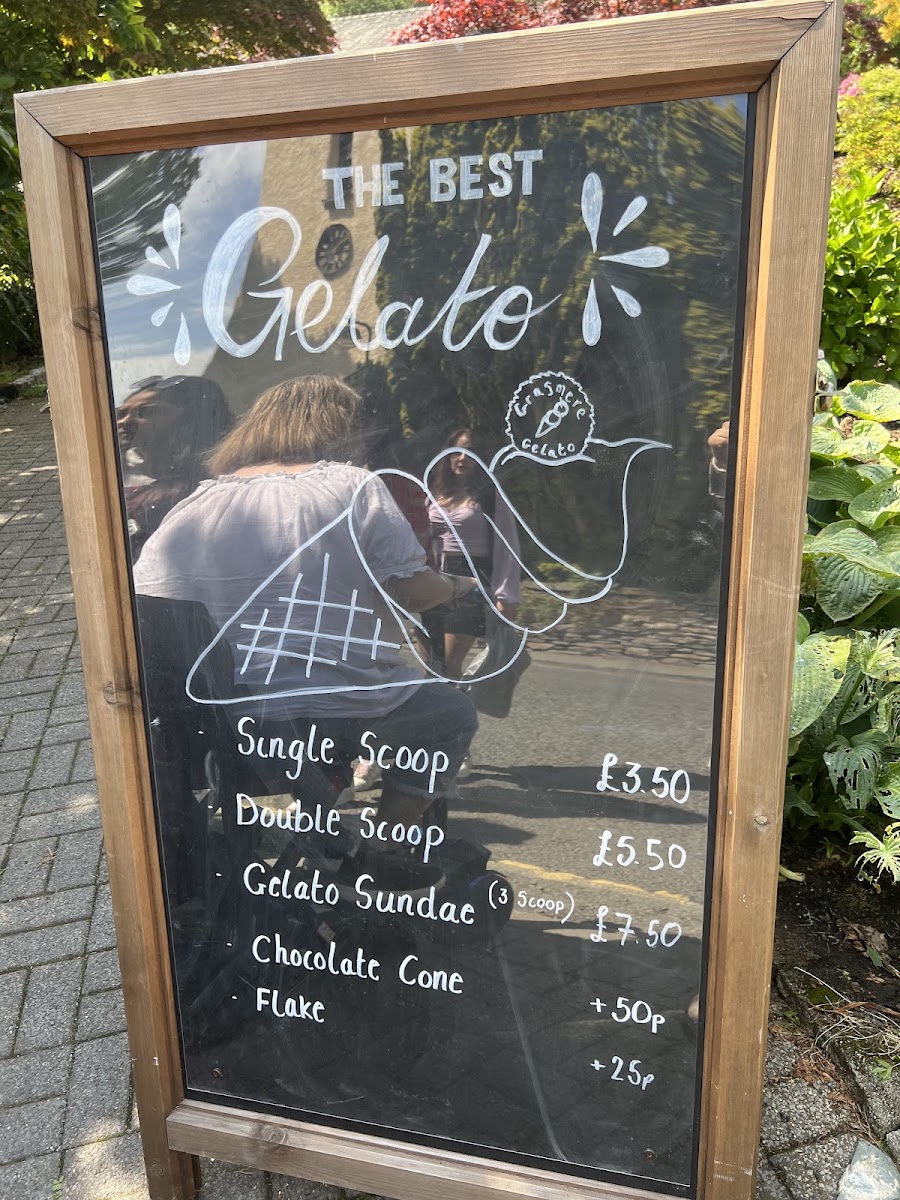 THE BEST
Gelato
Grasmere
Gelato
- Single Scoop £3.50
- Double Scoop £5.50
- Gelato Sundae (3 Scoop) £7.50
- Chocolate Cone +50p
- Flake +25p